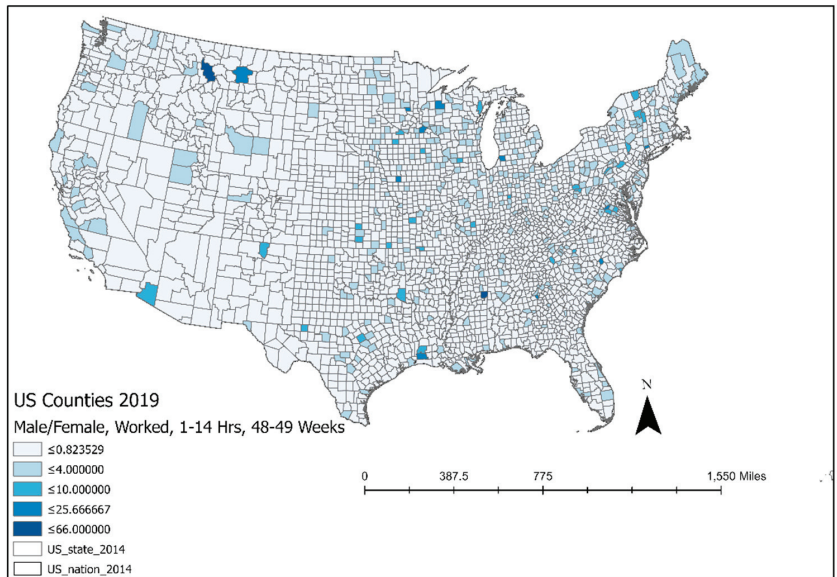 N
US Counties 2019
Male/Female, Worked, 1-14 Hrs, 48-49 Weeks
≤0.823529
≤4.000000
≤10.000000
≤25.666667
≤66.000000
US_state_2014
US_nation_2014
0 387.5 775 1,550 Miles